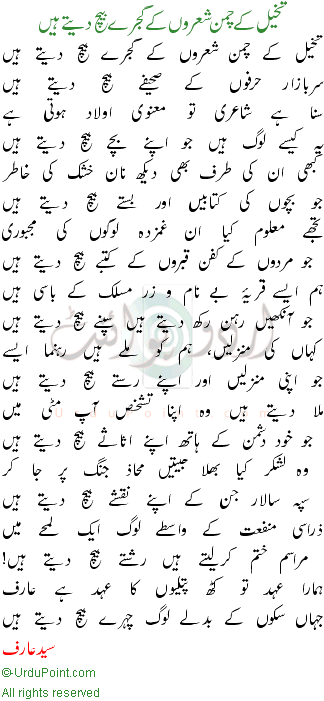 تخیل کے چمن شعروں کے گجرے بیچ دیتے ہیں
تخیل کے چمن شعروں کے گجرے بیچ دیتے ہیں
سربازار حرفوں کے صحیفے بیچ دیتے ہیں
سنا ہے شاعری تو معنوی اولاد ہوتی ہے
یہ کیسے لوگ ہیں جو اپنے بچے بیچ دیتے ہیں
کبھی ان کی طرف بھی دیکھ نان خشک کی خاطر
جو بچوں کی کتابیں اور بستے بیچ دیتے ہیں
تجھے معلوم کیا ان غمزدہ لوگوں کی مجبوری
جو مردوں کے کفن قبروں کے کتبے بیچ دیتے ہیں
ہم ایسے قریۂ بے نام و زر مسلک کے باسی ہیں
جو آنکھیں رہن رکھ دیتے ہیں سپنے بیچ دیتے ہیں
کہاں کی منزلیں، ہم کو ملے ہیں رہنما ایسے
جو اپنی منزلیں اور اپنے رستے بیچ دیتے ہیں
ملا دیتے ہیں وہ اپنا تشخص آپ مٹی میں
جو خود دشمن کے ہاتھ اپنے اثاثے بیچ دیتے ہیں
وہ لشکر کیا بھلا جیتیں محاذ جنگ پر جا کر
سپہ سالار جن کے اپنے نقشے بیچ دیتے ہیں
ذراسی منفعت کے واسطے لوگ ایک لمحے میں
مراسم ختم کرلیتے ہیں رشتے بیچ دیتے ہیں!
ہمارا عہد تو کٹھ پتلیوں کا عہد ہے عارف
جہاں سکوں کے بدلے لوگ چہرے بیچ دیتے ہیں
سید عارف
©UrduPoint.com
All rights reserved
اردو پوائنٹ
UrduPoint.com